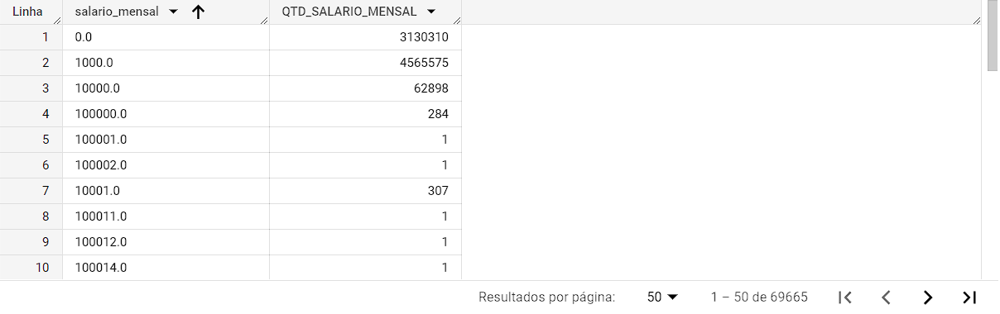 Linha salario_mensal QTD_SALARIO_MENSAL
1 0.0 3130310
2 1000.0 4565575
3 10000.0 62898
4 100000.0 284
5 100001.0 1
6 100002.0 1
7 10001.0 307
8 100011.0 1
9 100012.0 1
10 100014.0 1
Resultados por página: 50 1 – 50 de 69665